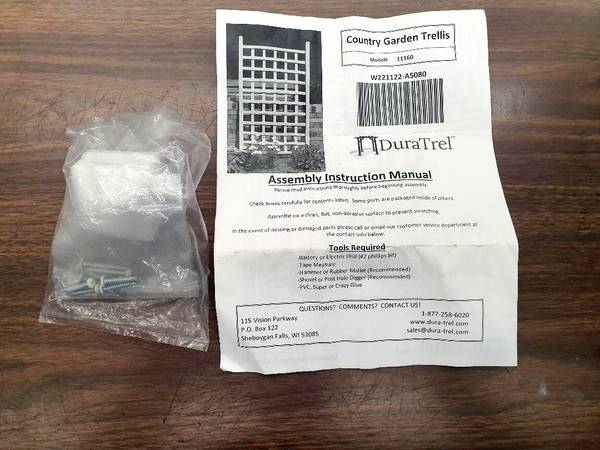 Country Garden Trellis
Model# 11160
W221122-A5080
DuraTrel™
Assembly Instruction Manual
Please read instructions thoroughly before beginning assembly.
Check boxes carefully for contents listed. Some parts are packaged inside of others.
Assemble on a clean, flat, non-abrasive surface to prevent scratching.
In the event of missing or damaged parts please call or email our customer service department at
the contact info below.
Tools Required
-Battery or Electric Drill (#2 phillips bit)
-Tape Measure
-Hammer or Rubber Mallet (Recommended)
-Shovel or Post Hole Digger (Recommended)
-PVC, Super or Crazy Glue
QUESTIONS? COMMENTS? CONTACT US!
115 Vision Parkway
P.O. Box 122
Sheboygan Falls, WI 53085
1-877-258-6020
www.dura-trel.com
sales@dura-trel.com